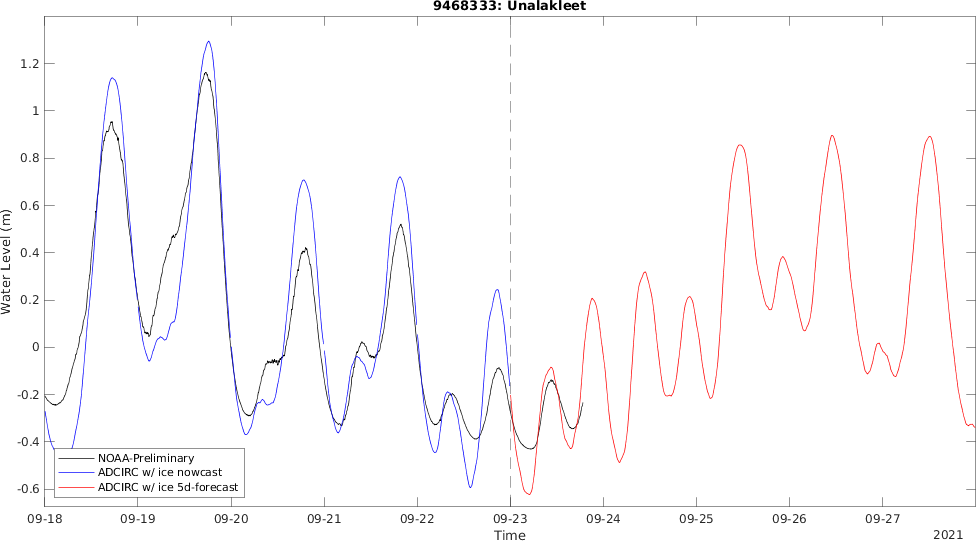 9468333: Unalakleet
Water Level (m)
1.2
1
0.8
0.6
0.4
0.2
0
-0.2
-0.4
-0.6
NOAA-Preliminary
ADCIRC w/ ice nowcast
ADCIRC w/ ice 5d-forecast
09-18 09-19 09-20 09-21 09-22 09-23 09-24 09-25 09-26 09-27
Time
2021